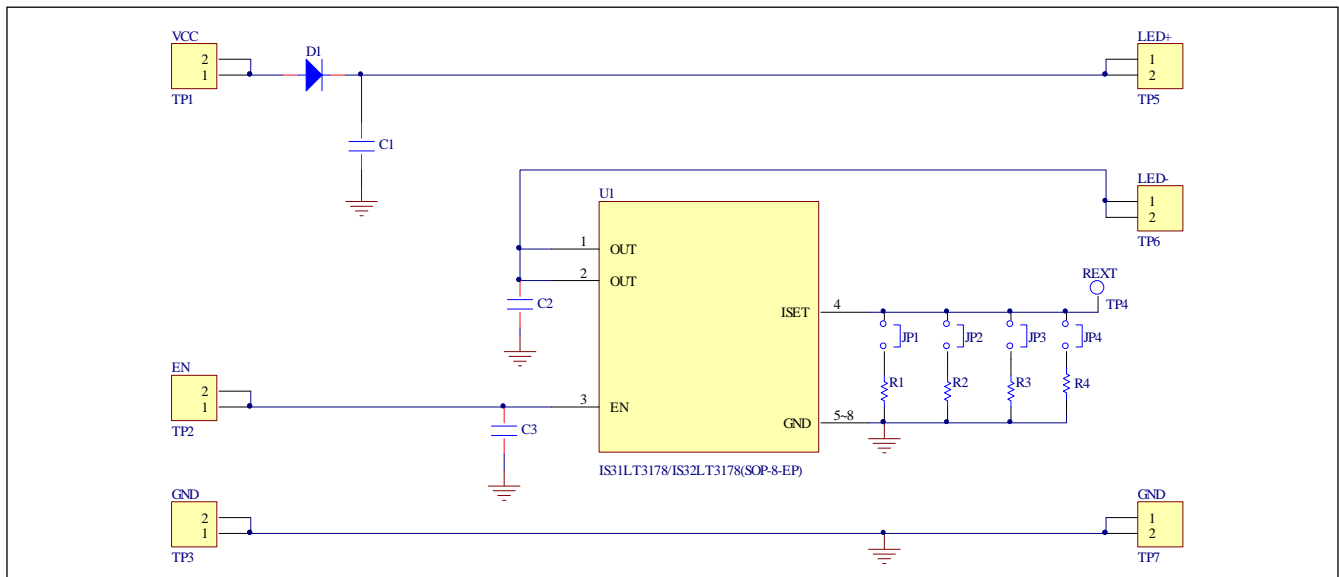 VCC
2
1
TP1
D1
C1
LED+
1
2
TP5
LED-
1
2
TP6
U1
1
OUT
2
OUT
C2
ISET
4
REXT
TP4
JP1
JP2
JP3
JP4
R1
R2
R3
R4
EN
2
1
TP2
3
EN
C3
GND
5~8
IS31LT3178/IS32LT3178(SOP-8-EP)
GND
2
1
TP3
GND
1
2
TP7